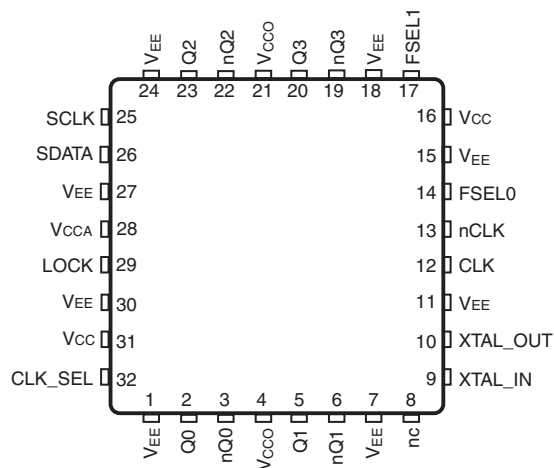 VEE Q2 nQ2 VCCO Q3 nQ3 VEE FSEL1
24 23 22 21 20 19 18 17
SCLK 25 16 VCC
SDATA 26 15 VEE
VEE 27 14 FSEL0
VCCA 28 13 nCLK
LOCK 29 12 CLK
VEE 30 11 VEE
VCC 31 10 XTAL_OUT
CLK_SEL 32 9 XTAL_IN
1 2 3 4 5 6 7 8
VEE Q0 nQ0 VCCO Q1 nQ1 VEE nc